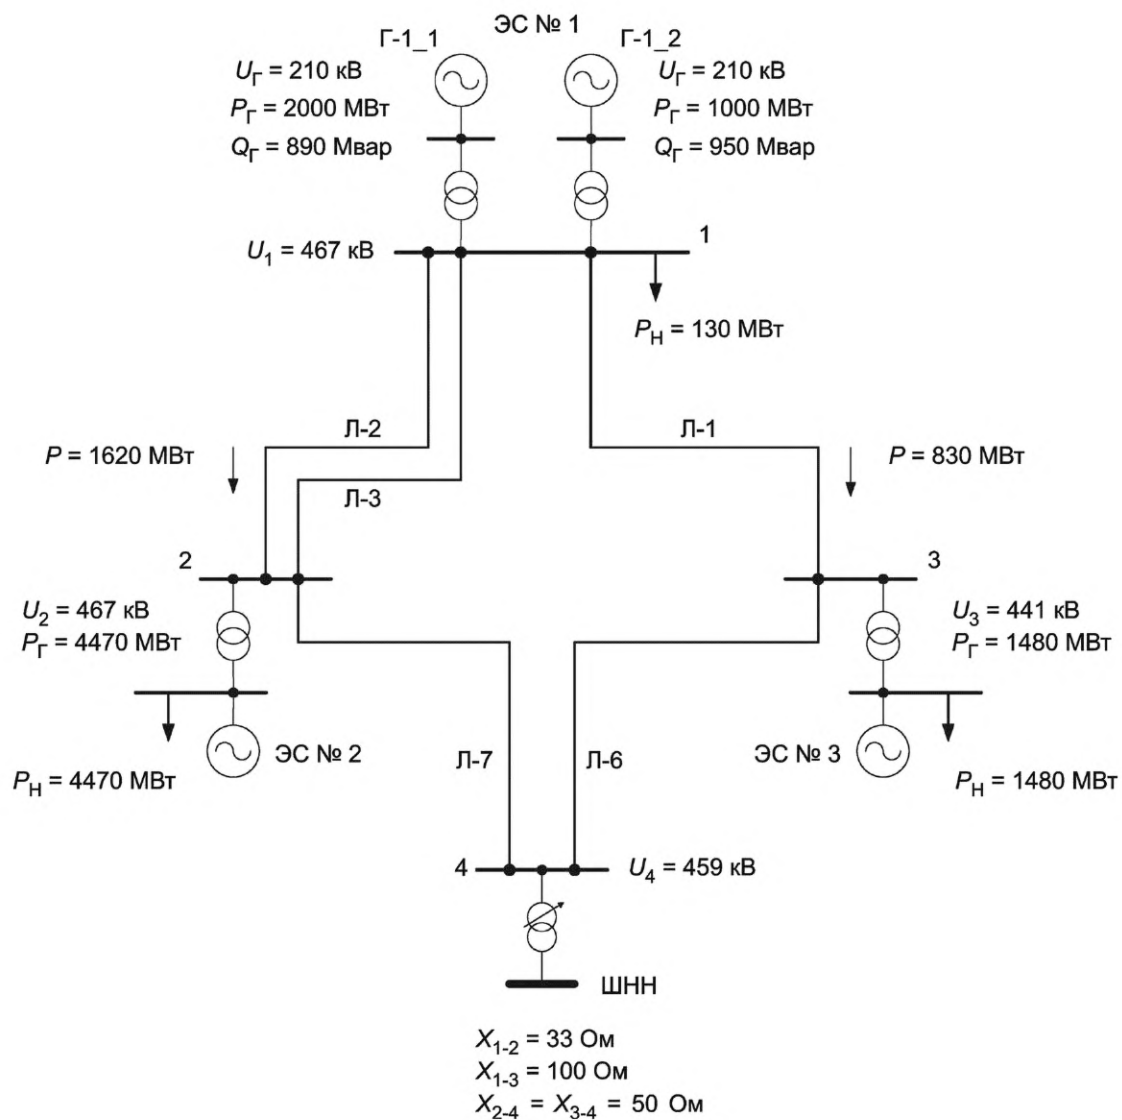 ЭС № 1
Г-1_1
Г-1_2
U_Г = 210 кВ
P_Г = 2000 МВт
Q_Г = 890 Мвар
U_Г = 210 кВ
P_Г = 1000 МВт
Q_Г = 950 Мвар
1
U_1 = 467 кВ
P_Н = 130 МВт
Л-2
Л-1
P = 1620 МВт
P = 830 МВт
Л-3
2
3
U_2 = 467 кВ
P_Г = 4470 МВт
U_3 = 441 кВ
P_Г = 1480 МВт
ЭС № 2
Л-7
Л-6
ЭС № 3
P_Н = 4470 МВт
P_Н = 1480 МВт
4
U_4 = 459 кВ
ШНН
X_1-2 = 33 Ом
X_1-3 = 100 Ом
X_2-4 = X_3-4 = 50 Ом